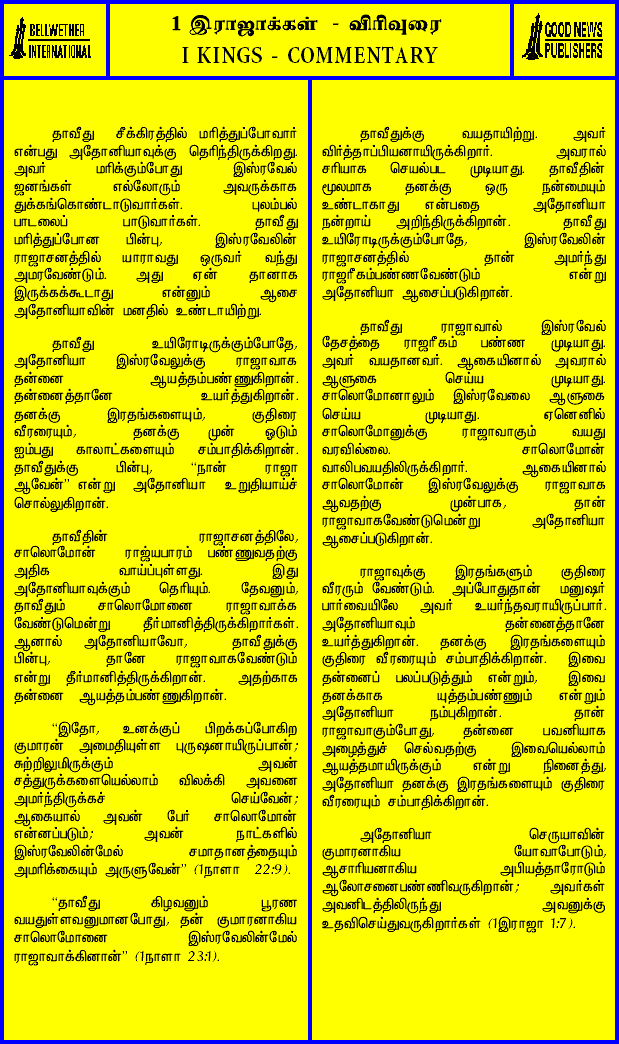 BELLWETHER
INTERNATIONAL
1 இராஜாக்கள் - விரிவுரை
I KINGS - COMMENTARY
GOOD NEWS
PUBLISHERS
தாவீது சீக்கிரத்தில் மரித்துப்போவார்
என்பது அதோனியாவுக்கு தெரிந்திருக்கிறது.
அவர் மரிக்கும்போது இஸ்ரவேல்
ஜனங்கள் எல்லோரும் அவருக்காக
துக்கங்கொண்டாடுவார்கள். புலம்பல்
பாடலைப் பாடுவார்கள். தாவீது
மரித்துப்போன பின்பு, இஸ்ரவேலின்
ராஜாசனத்தில் யாராவது ஒருவர் வந்து
அமரவேண்டும். அது ஏன் தானாக
இருக்கக்கூடாது என்னும் ஆசை
அதோனியாவின் மனதில் உண்டாயிற்று.
தாவீது உயிரோடிருக்கும்போதே,
அதோனியா இஸ்ரவேலுக்கு ராஜாவாக
தன்னை ஆயத்தம்பண்ணுகிறான்.
தன்னைத்தானே உயர்த்துகிறான்.
தனக்கு இரதங்களையும், குதிரை
வீரரையும், தனக்கு முன் ஓடும்
ஐம்பது காலாட்களையும் சம்பாதிக்கிறான்.
தாவீதுக்கு பின்பு, “நான் ராஜா
ஆவேன்” என்று அதோனியா உறுதியாய்ச்
சொல்லுகிறான்.
தாவீதின் ராஜாசனத்திலே,
சாலொமோன் ராஜ்யபாரம் பண்ணுவதற்கு
அதிக வாய்ப்புள்ளது. இது
அதோனியாவுக்கும் தெரியும். தேவனும்,
தாவீதும் சாலொமோனை ராஜாவாக்க
வேண்டுமென்று தீர்மானித்திருக்கிறார்கள்.
ஆனால் அதோனியாவோ, தாவீதுக்கு
பின்பு, தானே ராஜாவாகவேண்டும்
என்று தீர்மானித்திருக்கிறான். அதற்காக
தன்னை ஆயத்தம்பண்ணுகிறான்.
“இதோ, உனக்குப் பிறக்கப்போகிற
குமாரன் அமைதியுள்ள புருஷனாயிருப்பான்;
சுற்றிலுமிருக்கும் அவன்
சத்துருக்களையெல்லாம் விலக்கி அவனை
அமர்ந்திருக்கச் செய்வேன்;
ஆகையால் அவன் பேர் சாலொமோன்
என்னப்படும்; அவன் நாட்களில்
இஸ்ரவேலின்மேல் சமாதானத்தையும்
அமரிக்கையும் அருளுவேன்” (1நாளா 22:9).
“தாவீது கிழவனும் பூரண
வயதுள்ளவனுமானபோது, தன் குமாரனாகிய
சாலொமோனை இஸ்ரவேலின்மேல்
ராஜாவாக்கினான்” (1நாளா 23:1).
தாவீதுக்கு வயதாயிற்று. அவர்
விர்த்தாப்பியனாயிருக்கிறார். அவரால்
சரியாக செயல்பட முடியாது. தாவீதின்
மூலமாக தனக்கு ஒரு நன்மையும்
உண்டாகாது என்பதை அதோனியா
நன்றாய் அறிந்திருக்கிறான். தாவீது
உயிரோடிருக்கும்போதே, இஸ்ரவேலின்
ராஜாசனத்தில் தான் அமர்ந்து
ராஜரீகம்பண்ணவேண்டும் என்று
அதோனியா ஆசைப்படுகிறான்.
தாவீது ராஜாவால் இஸ்ரவேல்
தேசத்தை ராஜரீகம் பண்ண முடியாது.
அவர் வயதானவர். ஆகையினால் அவரால்
ஆளுகை செய்ய முடியாது.
சாலொமோனாலும் இஸ்ரவேலை ஆளுகை
செய்ய முடியாது. ஏனெனில்
சாலொமோனுக்கு ராஜாவாகும் வயது
வரவில்லை. சாலொமோன்
வாலிபவயதிலிருக்கிறார். ஆகையினால்
சாலொமோன் இஸ்ரவேலுக்கு ராஜாவாக
ஆவதற்கு முன்பாக, தான்
ராஜாவாகவேண்டுமென்று அதோனியா
ஆசைப்படுகிறான்.
ராஜாவுக்கு இரதங்களும் குதிரை
வீரரும் வேண்டும். அப்போதுதான் மனுஷர்
பார்வையிலே அவர் உயர்ந்தவராயிருப்பார்.
அதோனியாவும் தன்னைத்தானே
உயர்த்துகிறான். தனக்கு இரதங்களையும்
குதிரை வீரரையும் சம்பாதிக்கிறான். இவை
தன்னைப் பலப்படுத்தும் என்றும், இவை
தனக்காக யுத்தம்பண்ணும் என்றும்
அதோனியா நம்புகிறான். தான்
ராஜாவாகும்போது, தன்னை பவனியாக
அழைத்துச் செல்வதற்கு இவையெல்லாம்
ஆயத்தமாயிருக்கும் என்று நினைத்து,
அதோனியா தனக்கு இரதங்களையும் குதிரை
வீரரையும் சம்பாதிக்கிறான்.
அதோனியா செருயாவின்
குமாரனாகிய யோவாபோடும்,
ஆசாரியனாகிய அபியத்தாரோடும்
ஆலோசனைபண்ணிவருகிறான்; அவர்கள்
அவனிடத்திலிருந்து அவனுக்கு
உதவிசெய்துவருகிறார்கள் (1இராஜா 1:7).